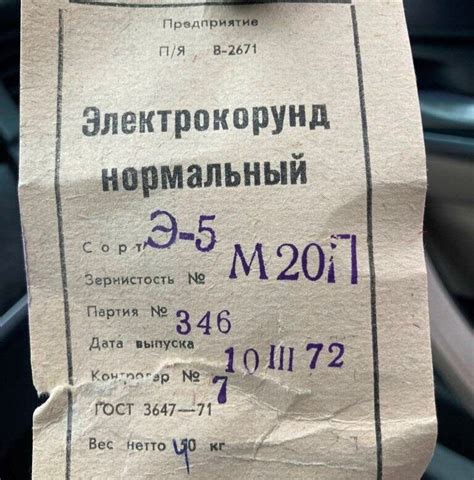 Предприятие
П/Я В-2671
Электрокорунд
нормальный
Сорт Э-5
Зернистость № М20П
Партия № 346
Дата выпуска 10 III 72
Контролер № 7
ГОСТ 3647—71
Вес нетто 40 кг